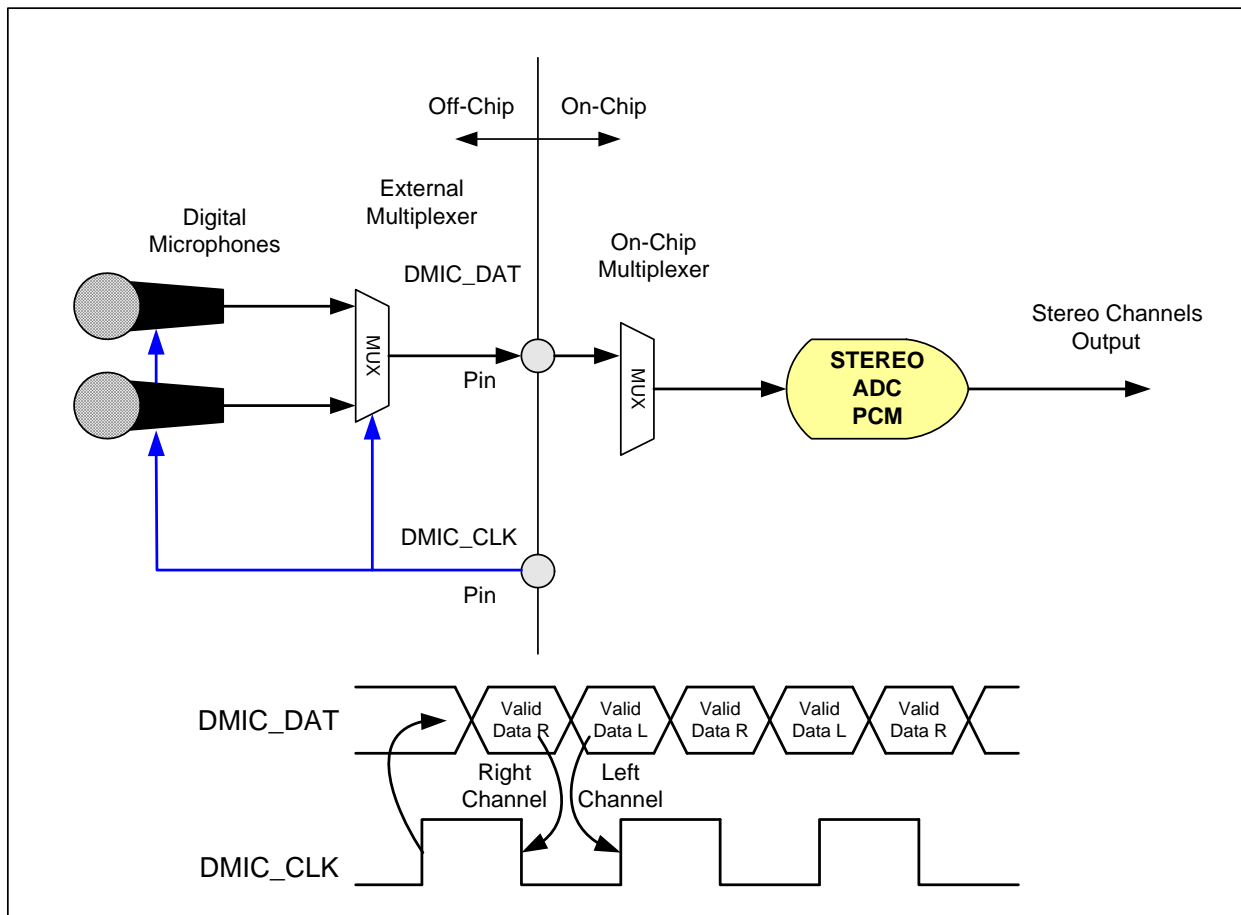 Off-Chip
On-Chip
External
Multiplexer
Digital
Microphones
On-Chip
Multiplexer
DMIC_DAT
Stereo Channels
Output
MUX
MUX
STEREO
ADC
PCM
Pin
DMIC_CLK
Pin
DMIC_DAT
Valid
Data R
Valid
Data L
Valid
Data R
Valid
Data L
Valid
Data R
Right
Channel
Left
Channel
DMIC_CLK